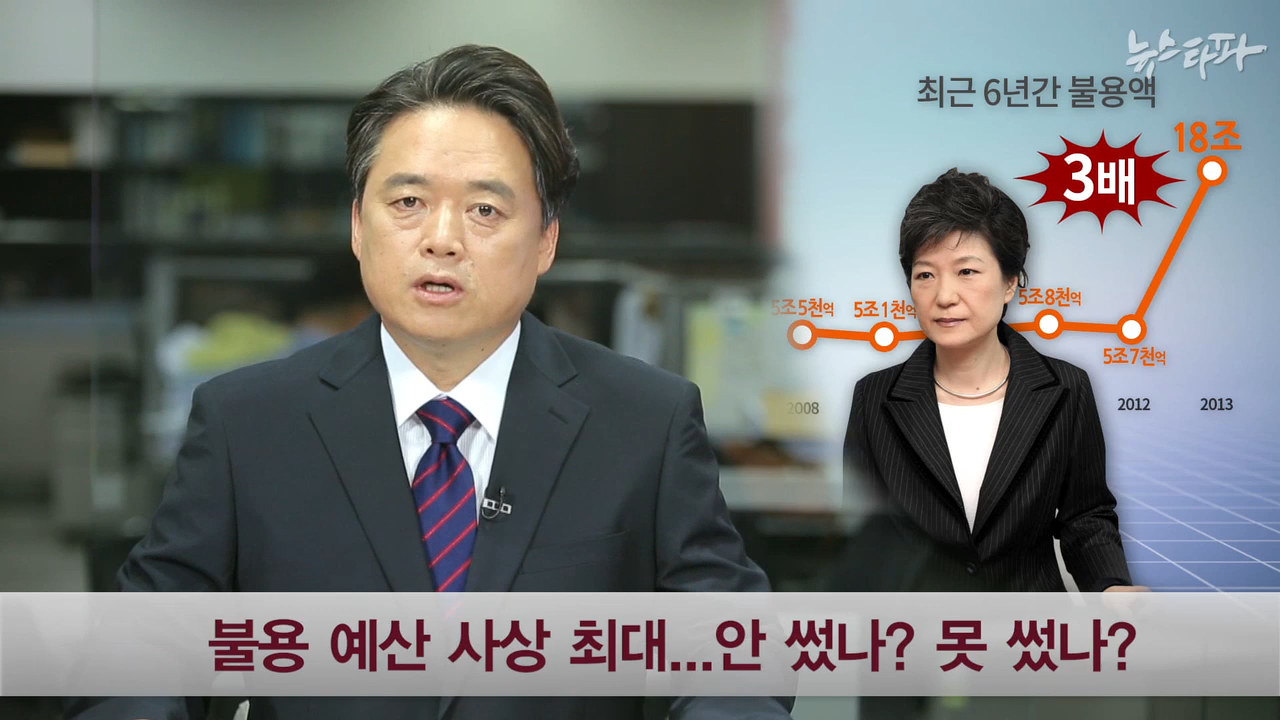 뉴스타파
최근 6년간 불용액
18조
3배
5조 5천억
5조 1천억
5조 8천억
5조 7천억
2008
2012
2013
불용 예산 사상 최대...안 썼나? 못 썼나?